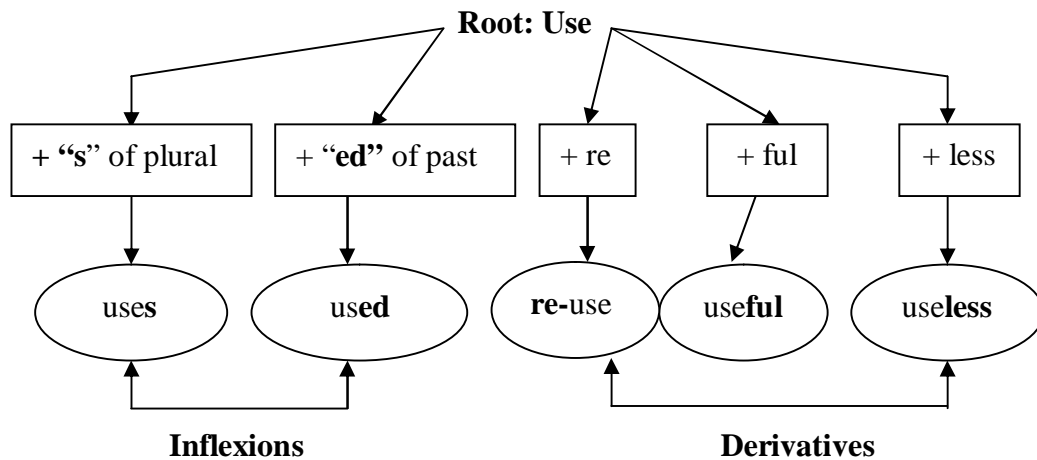 Root: Use
+ “s” of plural
+ “ed” of past
+ re
+ ful
+ less
uses
used
re-use
useful
useless
Inflexions
Derivatives